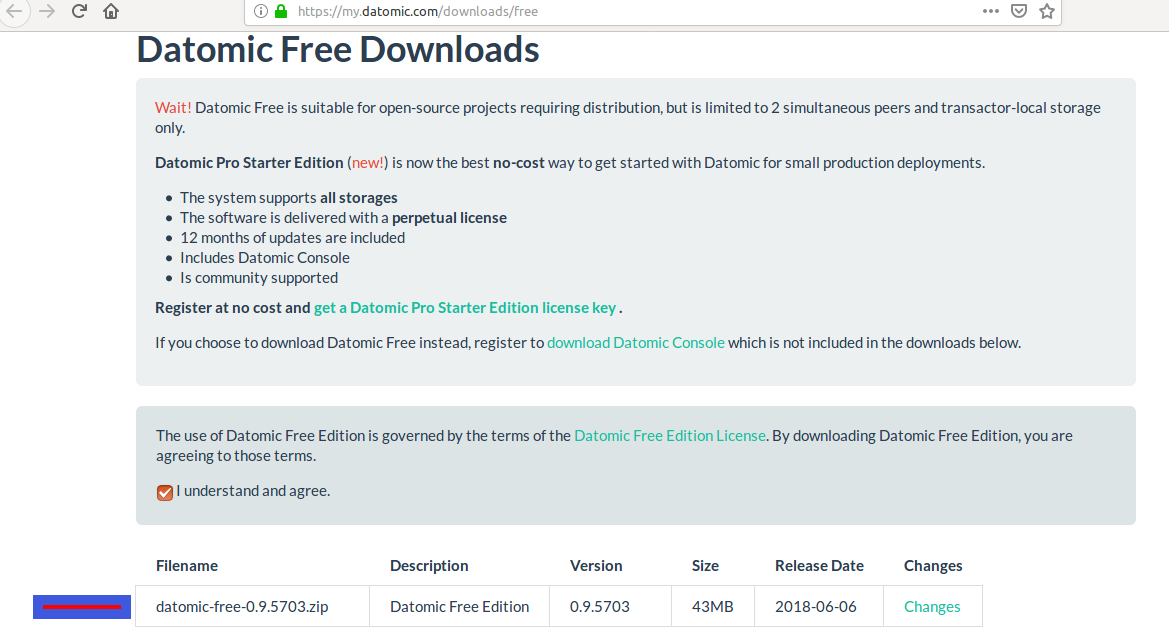 https://my.datomic.com/downloads/free
Datomic Free Downloads
Wait! Datomic Free is suitable for open-source projects requiring distribution, but is limited to 2 simultaneous peers and transactor-local storage
only.
Datomic Pro Starter Edition (new!) is now the best no-cost way to get started with Datomic for small production deployments.
• The system supports all storages
• The software is delivered with a perpetual license
• 12 months of updates are included
• Includes Datomic Console
• Is community supported
Register at no cost and get a Datomic Pro Starter Edition license key .
If you choose to download Datomic Free instead, register to download Datomic Console which is not included in the downloads below.
The use of Datomic Free Edition is governed by the terms of the Datomic Free Edition License. By downloading Datomic Free Edition, you are
agreeing to those terms.
I understand and agree.
Filename Description Version Size Release Date Changes
datomic-free-0.9.5703.zip Datomic Free Edition 0.9.5703 43MB 2018-06-06 Changes